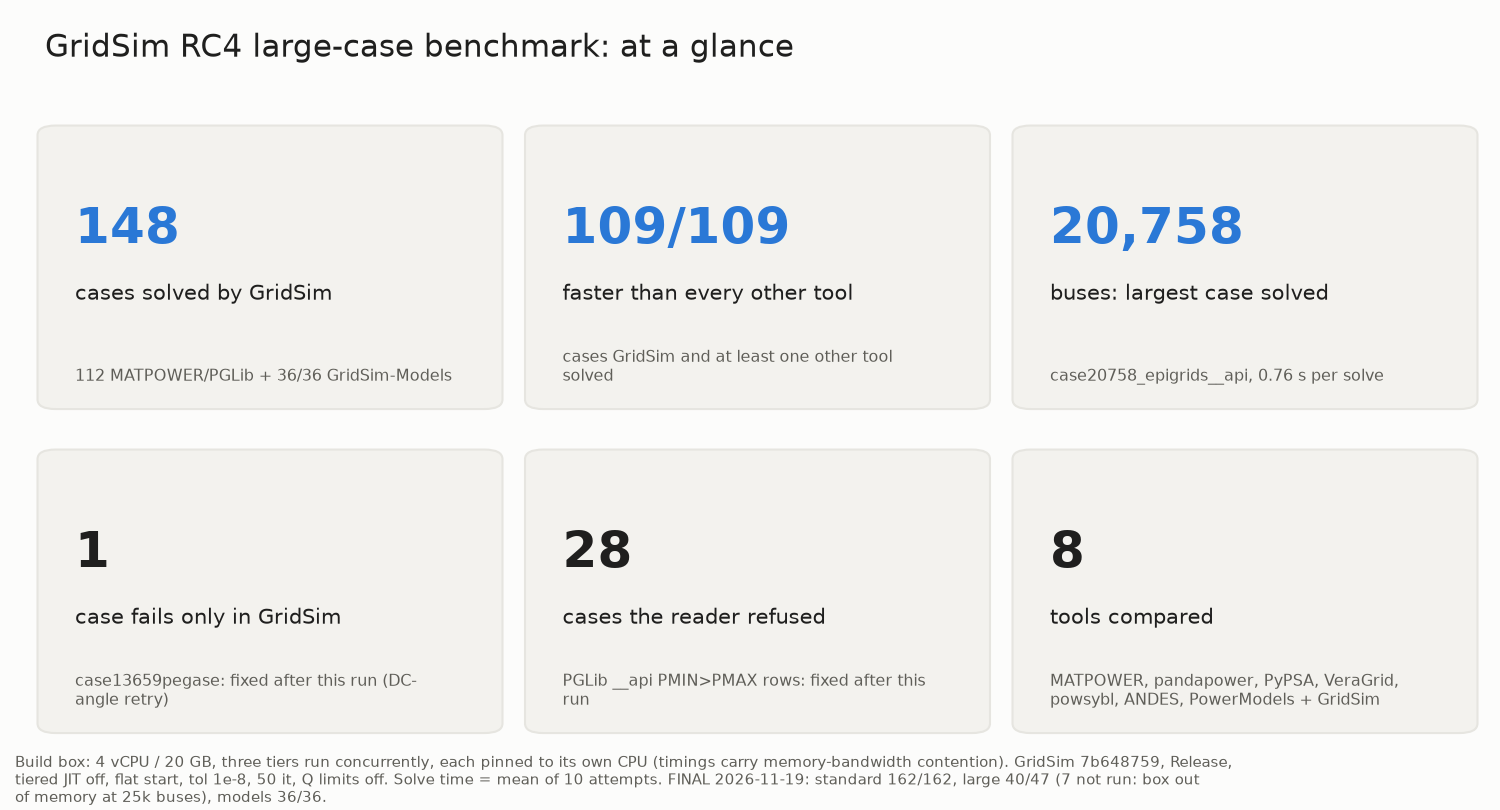 GridSim RC4 large-case benchmark: at a glance
148
cases solved by GridSim
112 MATPOWER/PGLib + 36/36 GridSim-Models
109/109
faster than every other tool
cases GridSim and at least one other tool
solved
20,758
buses: largest case solved
case20758_epigrids__api, 0.76 s per solve
1
case fails only in GridSim
case13659pegase: fixed after this run (DC-
angle retry)
28
cases the reader refused
PGLib __api PMIN>PMAX rows: fixed after this
run
8
tools compared
MATPOWER, pandapower, PyPSA, VeraGrid,
powsybl, ANDES, PowerModels + GridSim
Build box: 4 vCPU / 20 GB, three tiers run concurrently, each pinned to its own CPU (timings carry memory-bandwidth contention). GridSim 7b648759, Release,
tiered JIT off, flat start, tol 1e-8, 50 it, Q limits off. Solve time = mean of 10 attempts. FINAL 2026-11-19: standard 162/162, large 40/47 (7 not run: box out
of memory at 25k buses), models 36/36.